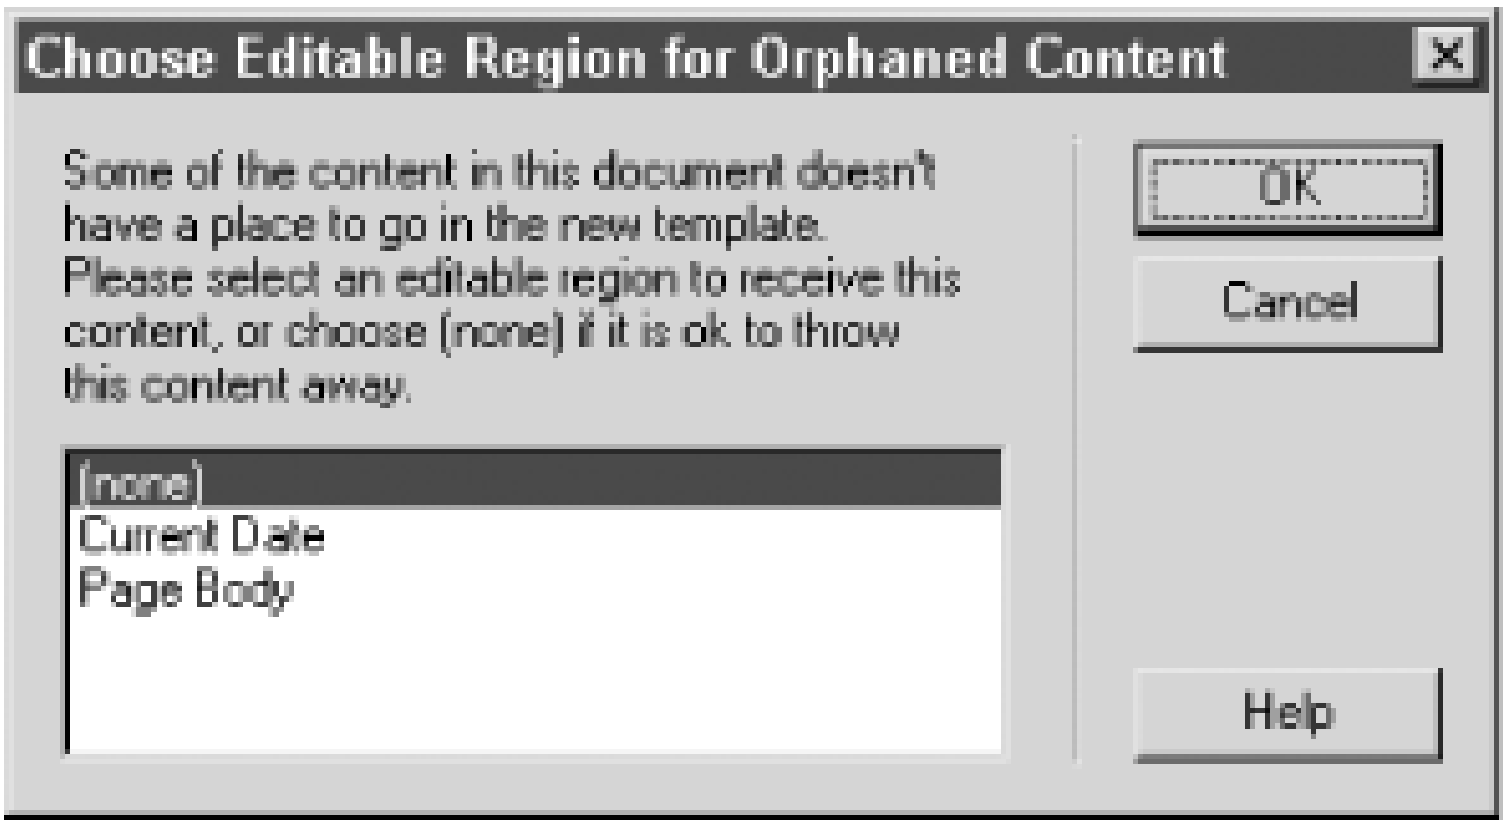 Choose Editable Region for Orphaned Content
Some of the content in this document doesn't
have a place to go in the new template.
Please select an editable region to receive this
content, or choose (none) if it is ok to throw
this content away.
(none)
Current Date
Page Body
OK
Cancel
Help